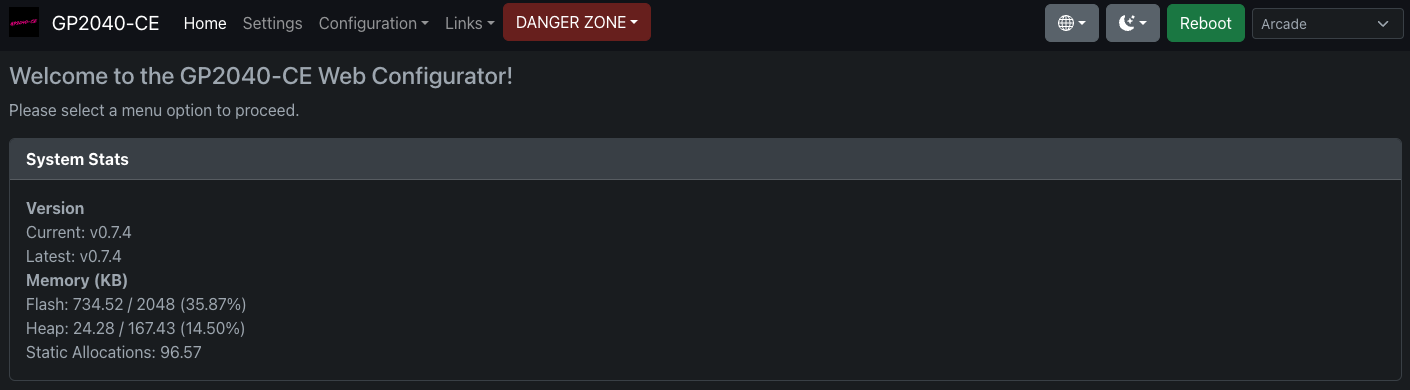 GP2040-CE Home Settings Configuration Links DANGER ZONE Reboot Arcade
Welcome to the GP2040-CE Web Configurator!
Please select a menu option to proceed.
System Stats
Version
Current: v0.7.4
Latest: v0.7.4
Memory (KB)
Flash: 734.52 / 2048 (35.87%)
Heap: 24.28 / 167.43 (14.50%)
Static Allocations: 96.57